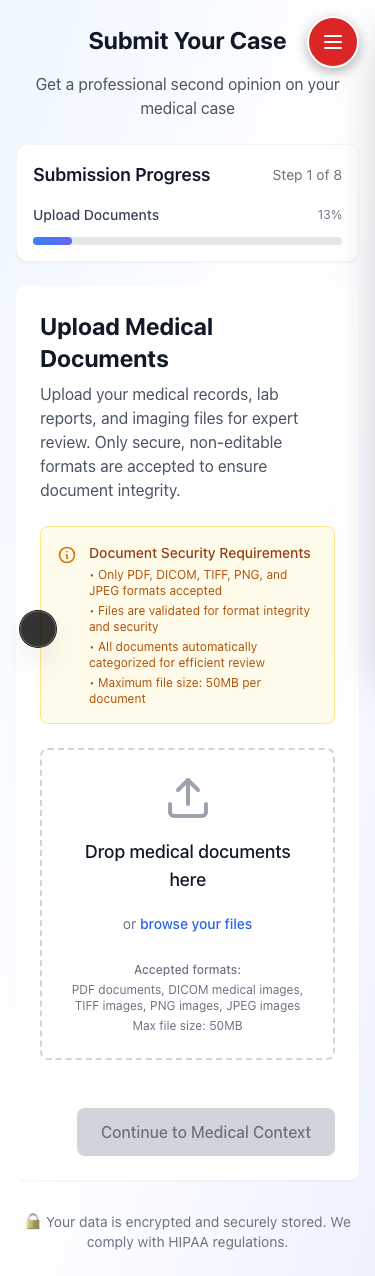 Submit Your Case
Get a professional second opinion on your
medical case
Submission Progress
Step 1 of 8
Upload Documents
13%
Upload Medical
Documents
Upload your medical records, lab
reports, and imaging files for expert
review. Only secure, non-editable
formats are accepted to ensure
document integrity.
Document Security Requirements
• Only PDF, DICOM, TIFF, PNG, and
JPEG formats accepted
• Files are validated for format integrity
and security
• All documents automatically
categorized for efficient review
• Maximum file size: 50MB per
document
Drop medical documents
here
or browse your files
Accepted formats:
PDF documents, DICOM medical images,
TIFF images, PNG images, JPEG images
Max file size: 50MB
Continue to Medical Context
🔒 Your data is encrypted and securely stored. We
comply with HIPAA regulations.